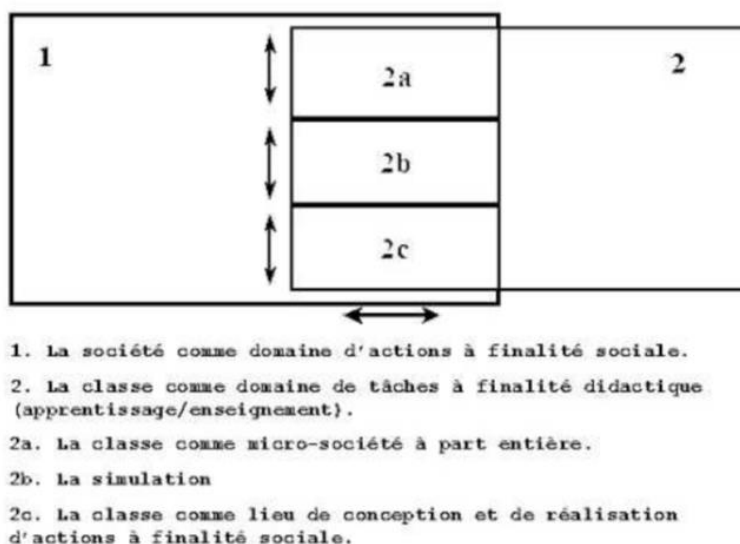 1
2
2a
2b
2c
1. La société comme domaine d'actions à finalité sociale.
2. La classe comme domaine de tâches à finalité didactique
(apprentissage/enseignement).
2a. La classe comme micro-société à part entière.
2b. La simulation
2c. La classe comme lieu de conception et de réalisation
d'actions à finalité sociale.